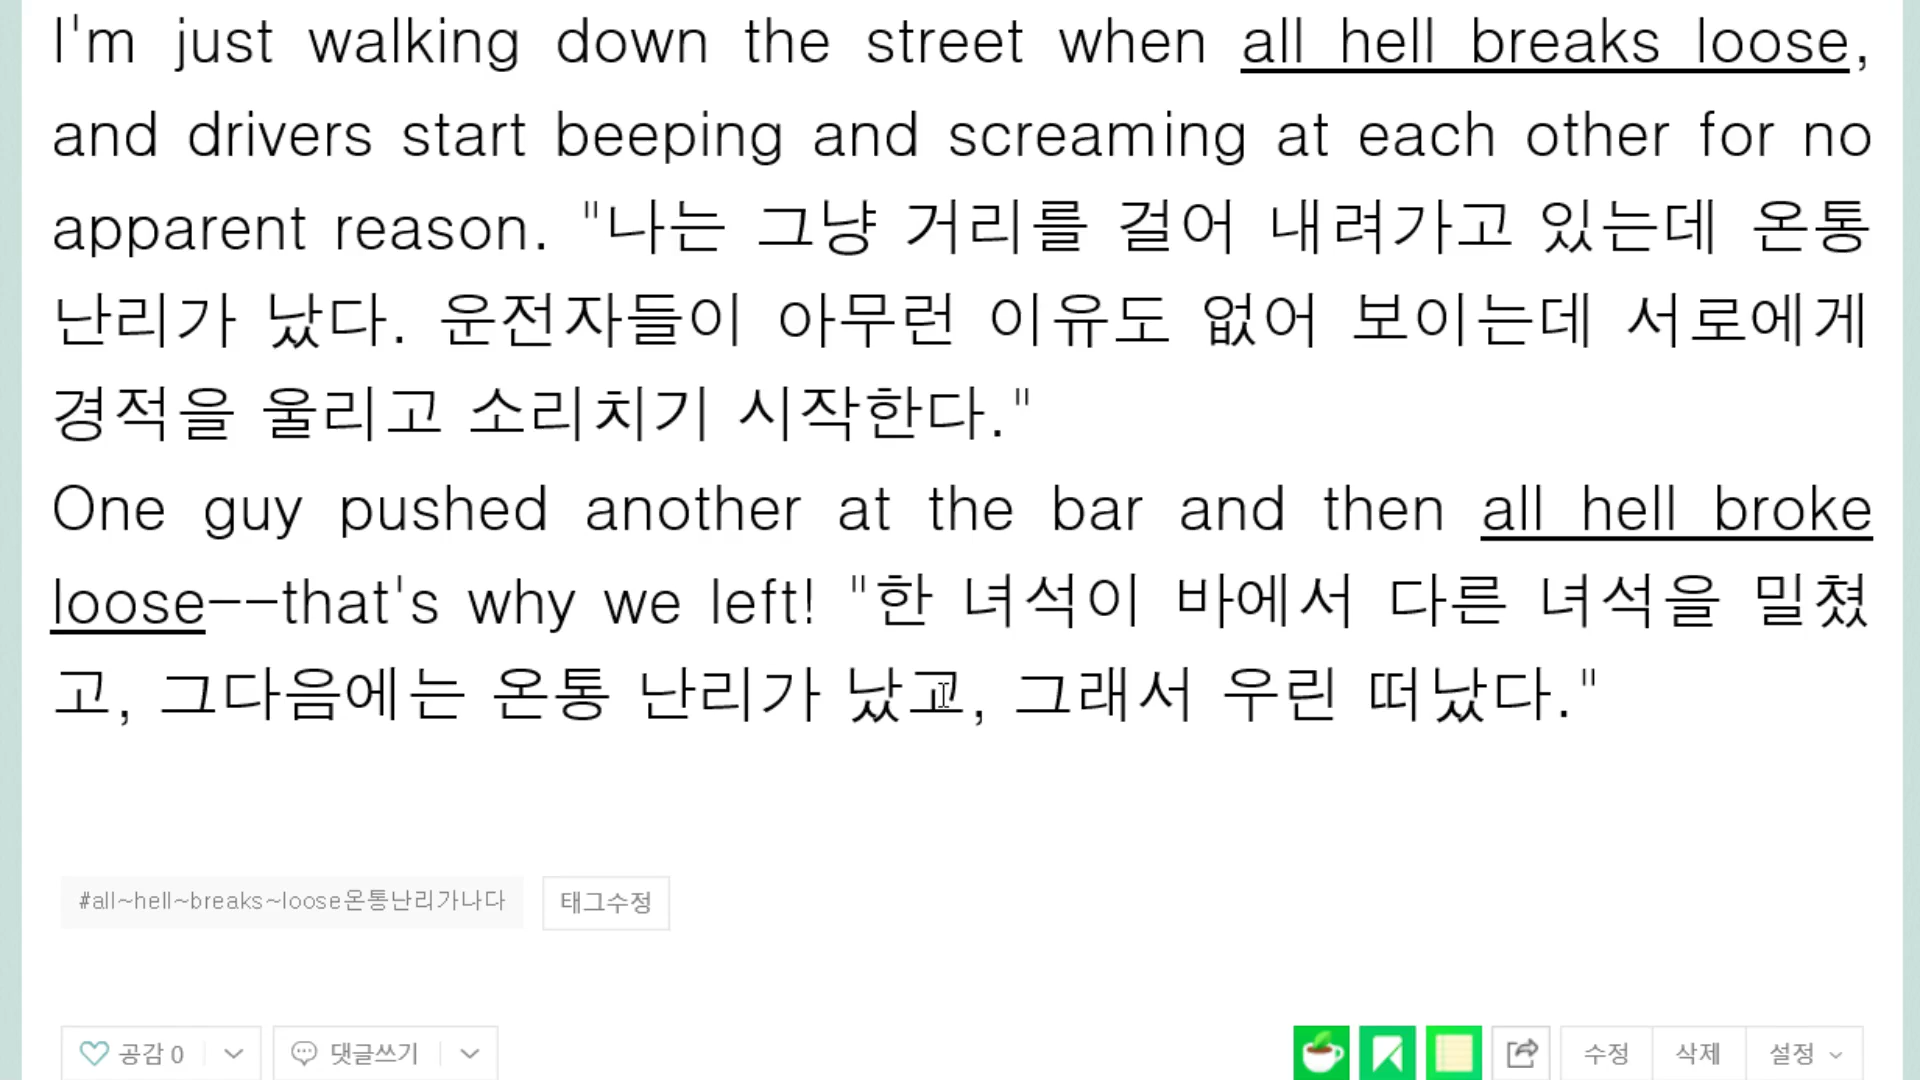 I'm just walking down the street when all hell breaks loose,
and drivers start beeping and screaming at each other for no
apparent reason. "나는 그냥 거리를 걸어 내려가고 있는데 온통
난리가 났다. 운전자들이 아무런 이유도 없어 보이는데 서로에게
경적을 울리고 소리치기 시작한다."
One guy pushed another at the bar and then all hell broke
loose--that's why we left! "한 녀석이 바에서 다른 녀석을 밀쳤
고, 그다음에는 온통 난리가 났고, 그래서 우린 떠났다."
#all~hell~breaks~loose온통난리가나다 태그수정
공감 0 댓글쓰기 수정 삭제 설정